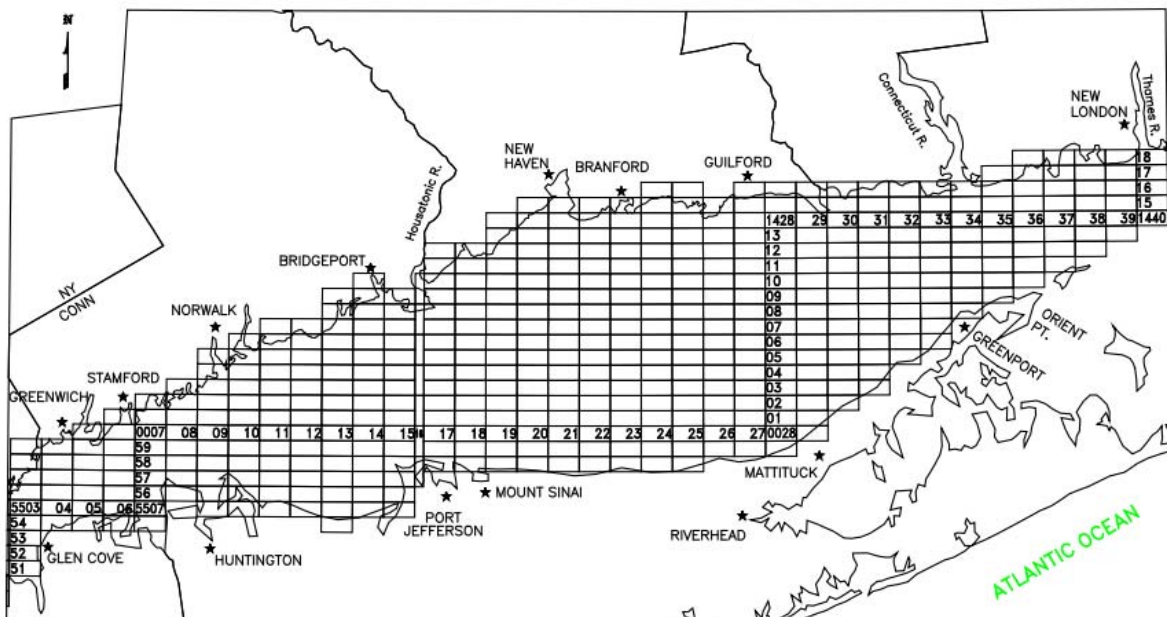 N
NEW
LONDON
Thames R.
Connecticut R.
NEW
HAVEN
BRANFORD
GUILFORD
Housatonic R.
18
17
16
15
1428 29 30 31 32 33 34 35 36 37 38 39 1440
13
12
11
10
09
08
07
06
05
04
03
02
01
BRIDGEPORT
NY
CONN
NORWALK
ORIENT
PT.
GREENPORT
STAMFORD
GREENWICH
0007 08 09 10 11 12 13 14 15 16 17 18 19 20 21 22 23 24 25 26 27 0028
59
58
57
56
5503 04 05 06 5507
54
53
52
51
MATTITUCK
MOUNT SINAI
PORT
JEFFERSON
RIVERHEAD
GLEN COVE
HUNTINGTON
ATLANTIC OCEAN